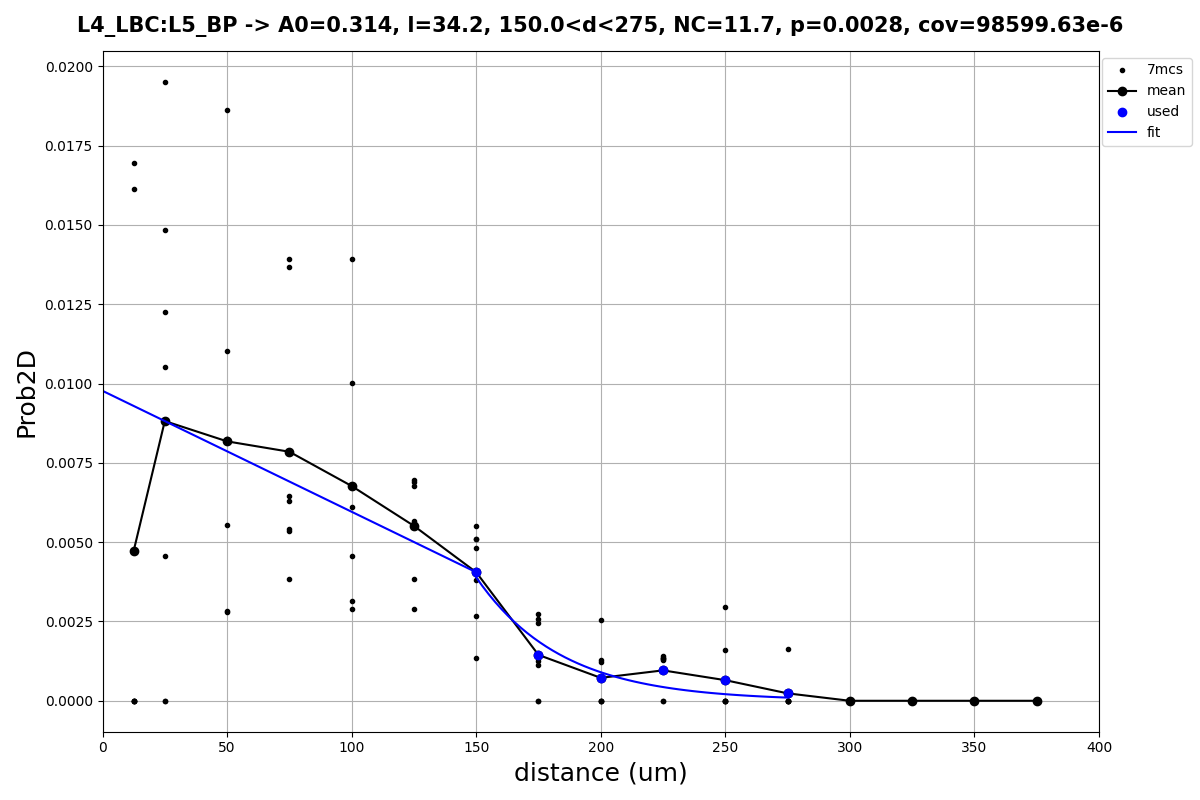 L4_LBC:L5_BP -> A0=0.314, l=34.2, 150.0<d<275, NC=11.7, p=0.0028, cov=98599.63e-6
7mcs
mean
used
fit
0.0200
0.0175
0.0150
0.0125
0.0100
0.0075
0.0050
0.0025
0.0000
Prob2D
0 50 100 150 200 250 300 350 400
distance (um)